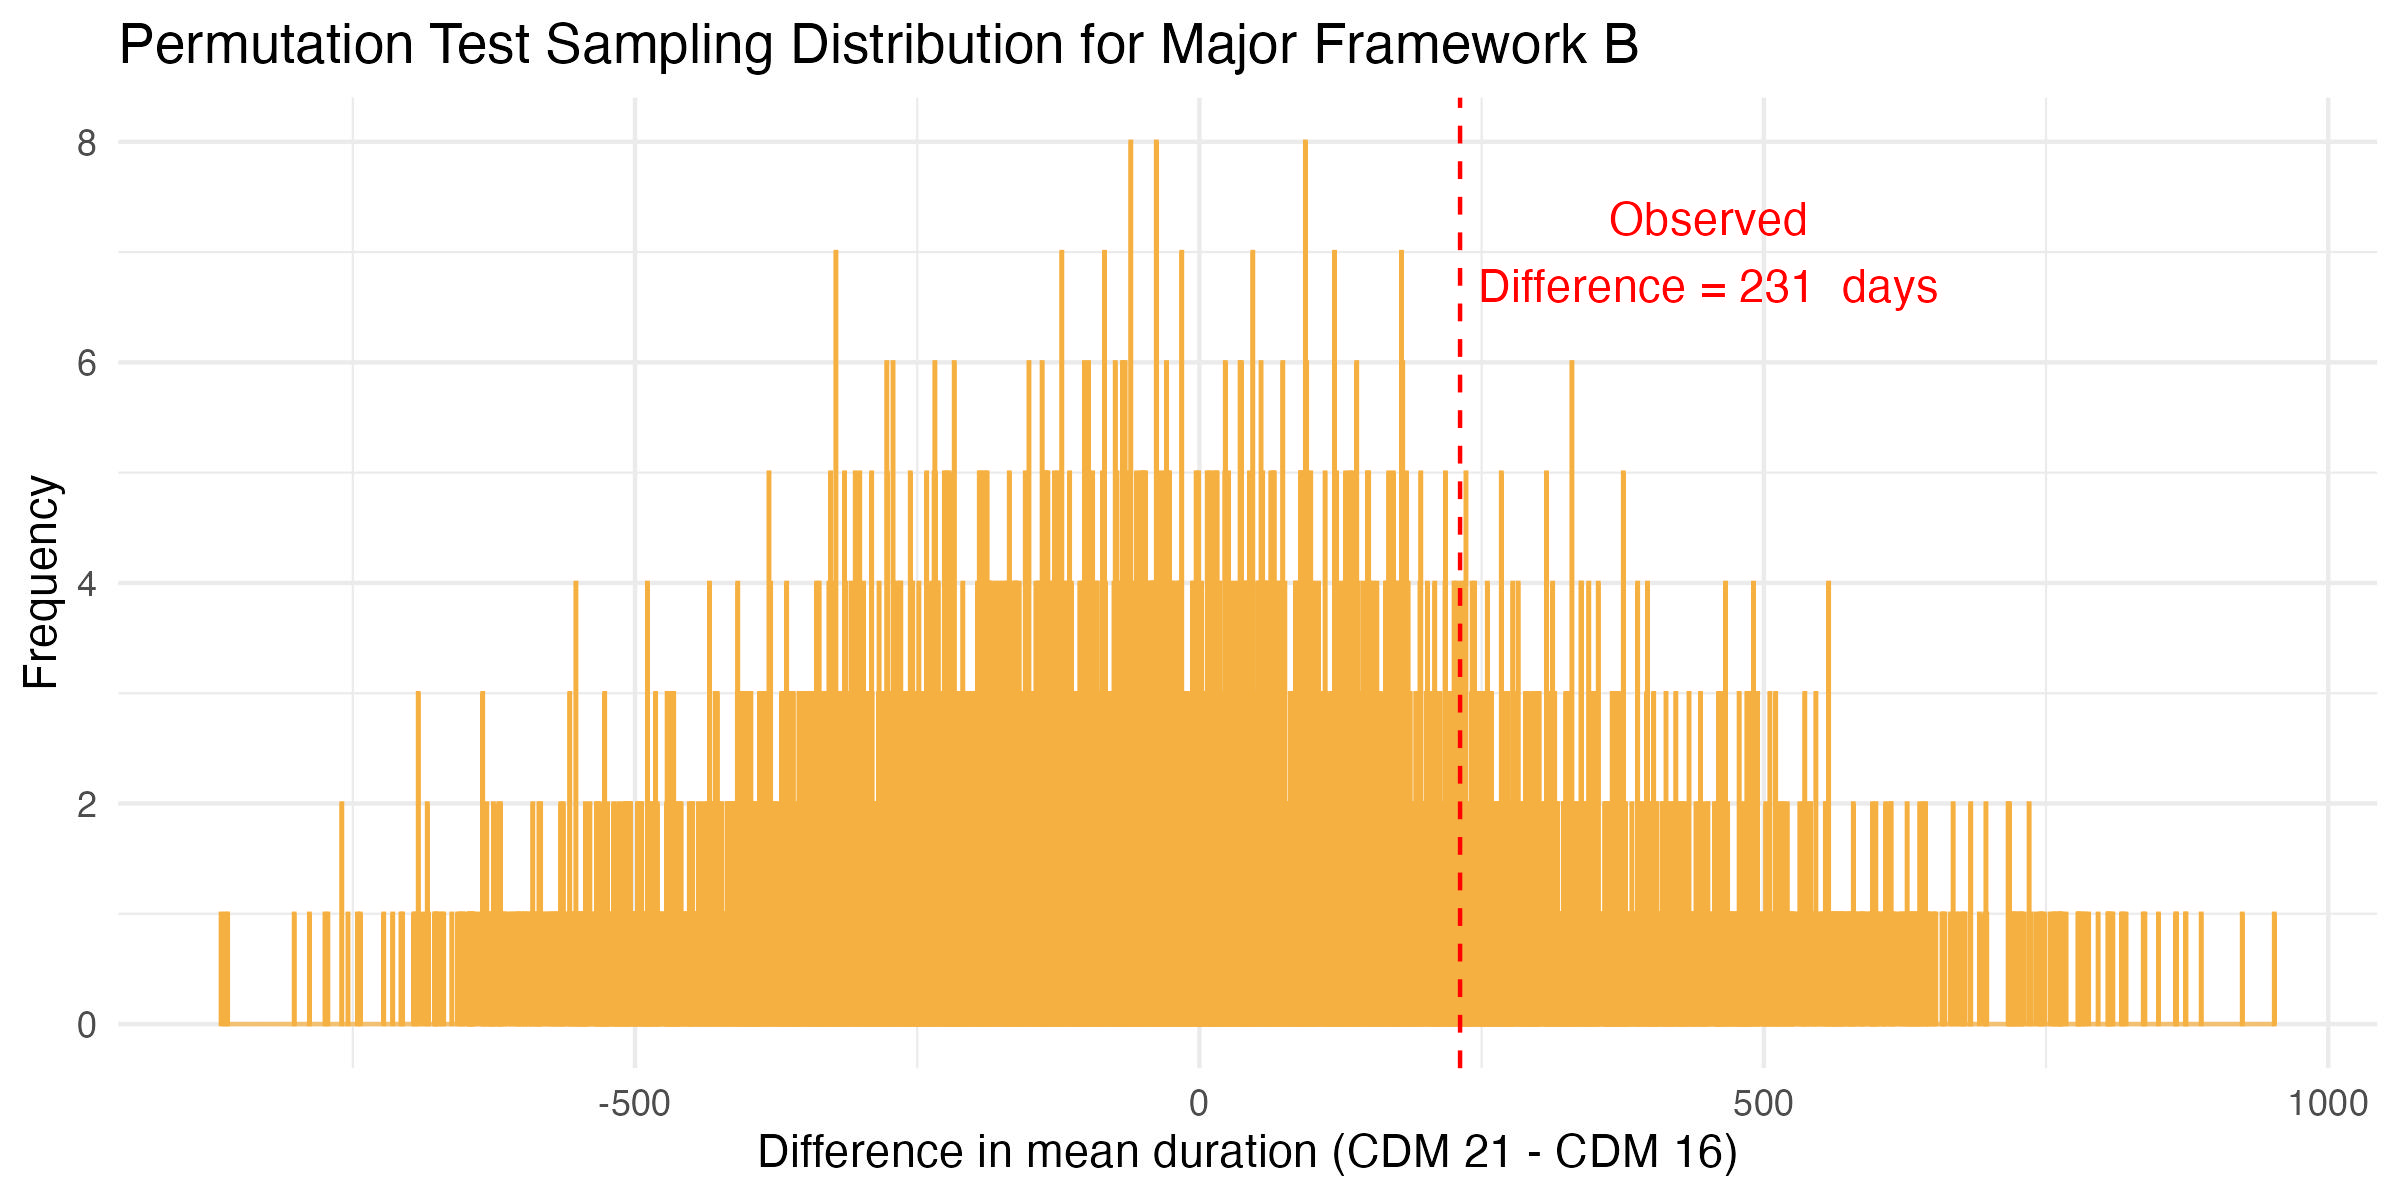 Permutation Test Sampling Distribution for Major Framework B
8
Observed
Difference = 231  days
6
4
2
0
Frequency
-500
0
500
1000
Difference in mean duration (CDM 21 - CDM 16)